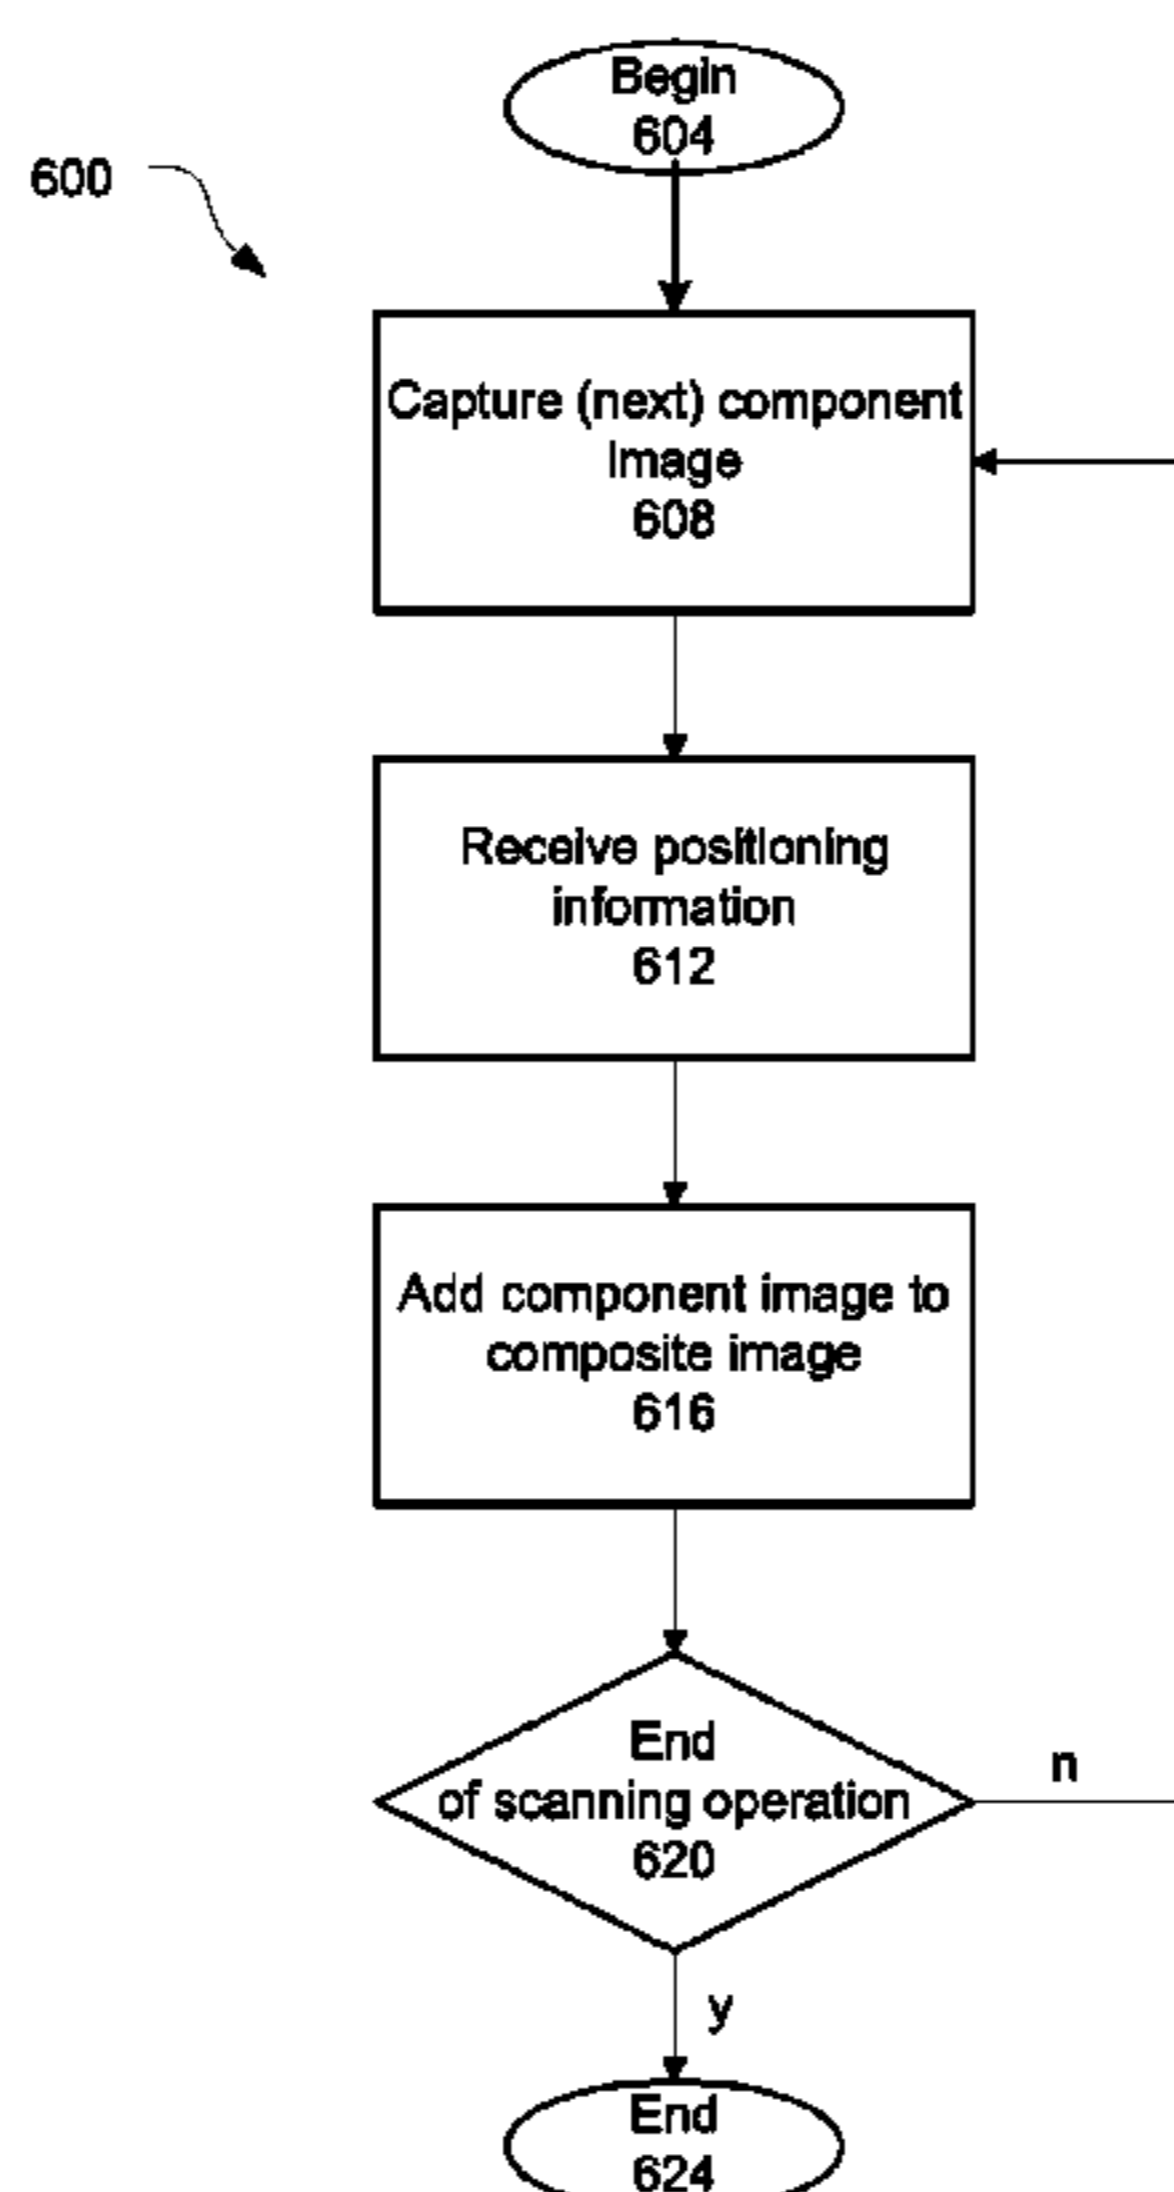 Begin
604
600
Capture (next) component
Image
608
Receive positioning
information
612
Add component image to
composite image
616
End
of scanning operation
620
n
y
End
624